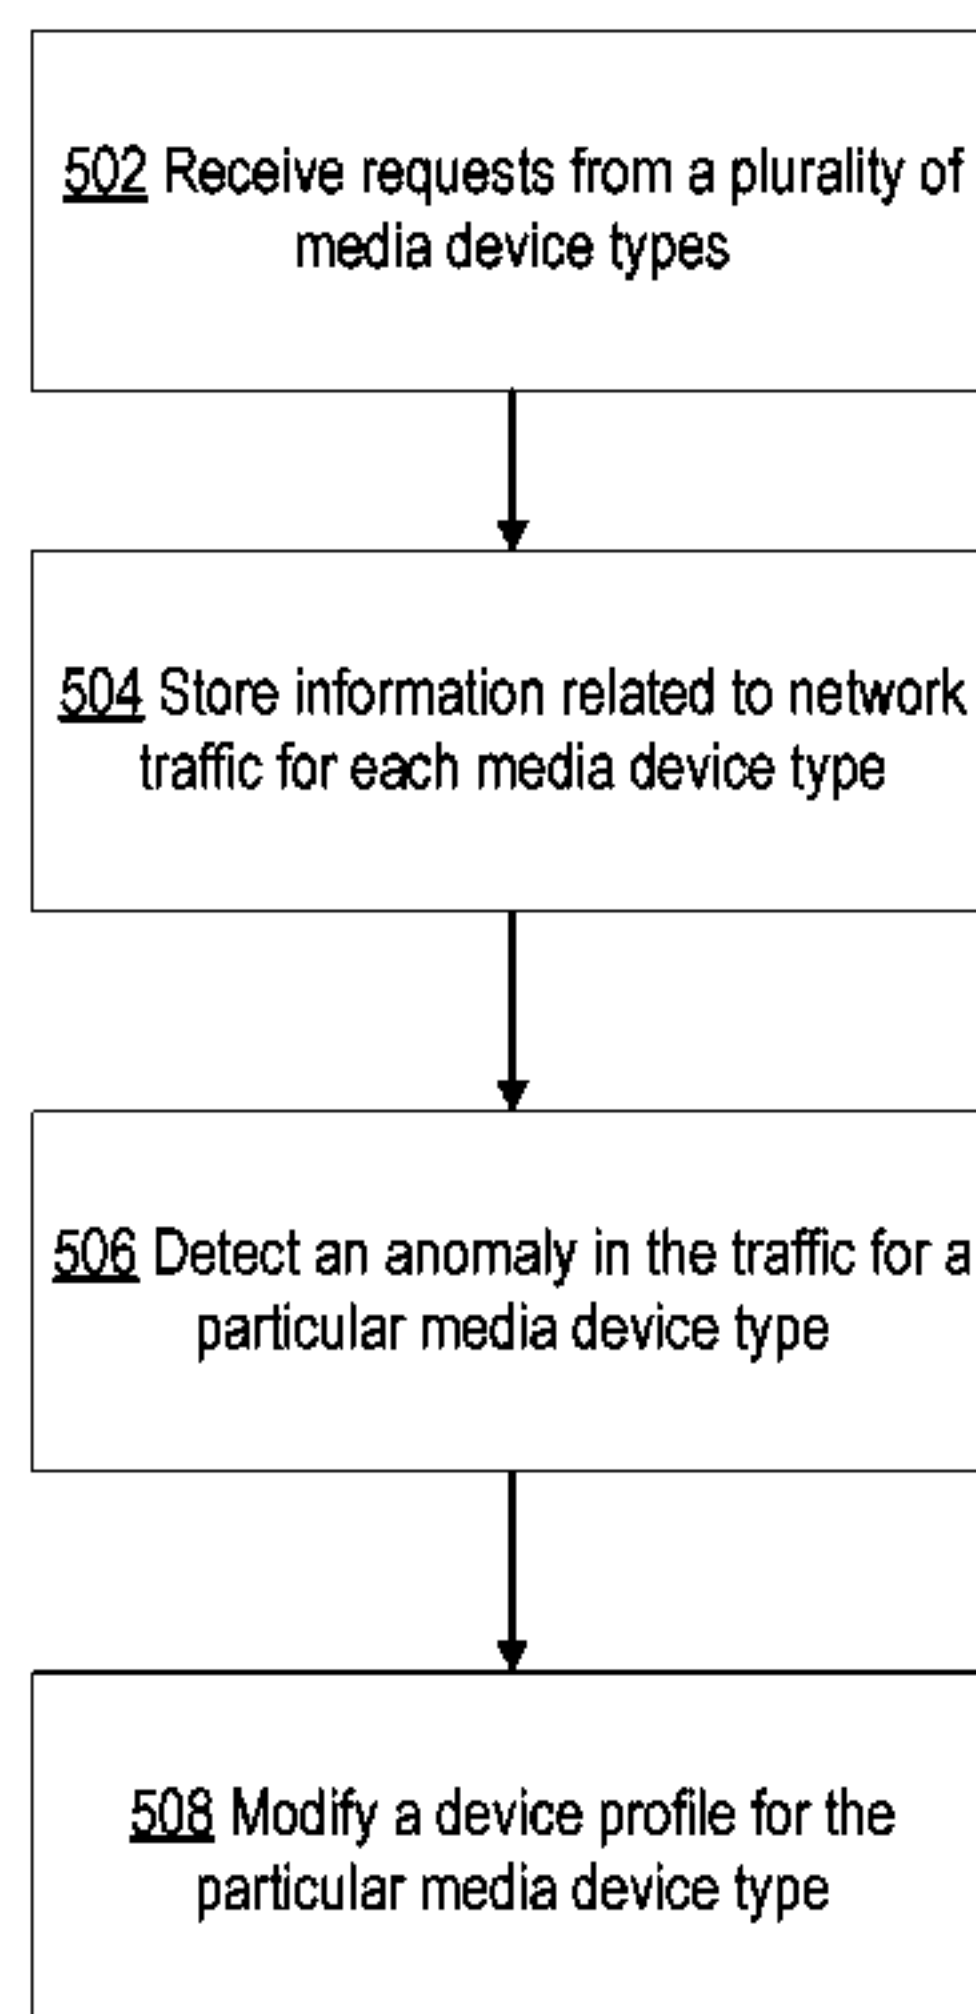 502 Receive requests from a plurality of
media device types
504 Store information related to network
traffic for each media device type
506 Detect an anomaly in the traffic for a
particular media device type
508 Modify a device profile for the
particular media device type